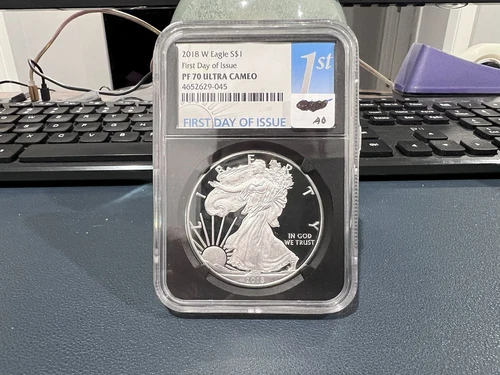 2018 W Eagle S$1
First Day of Issue
PF 70 ULTRA CAMEO
4652629-045
1st
FIRST DAY OF ISSUE
LIBERTY
IN GOD
WE TRUST
2018